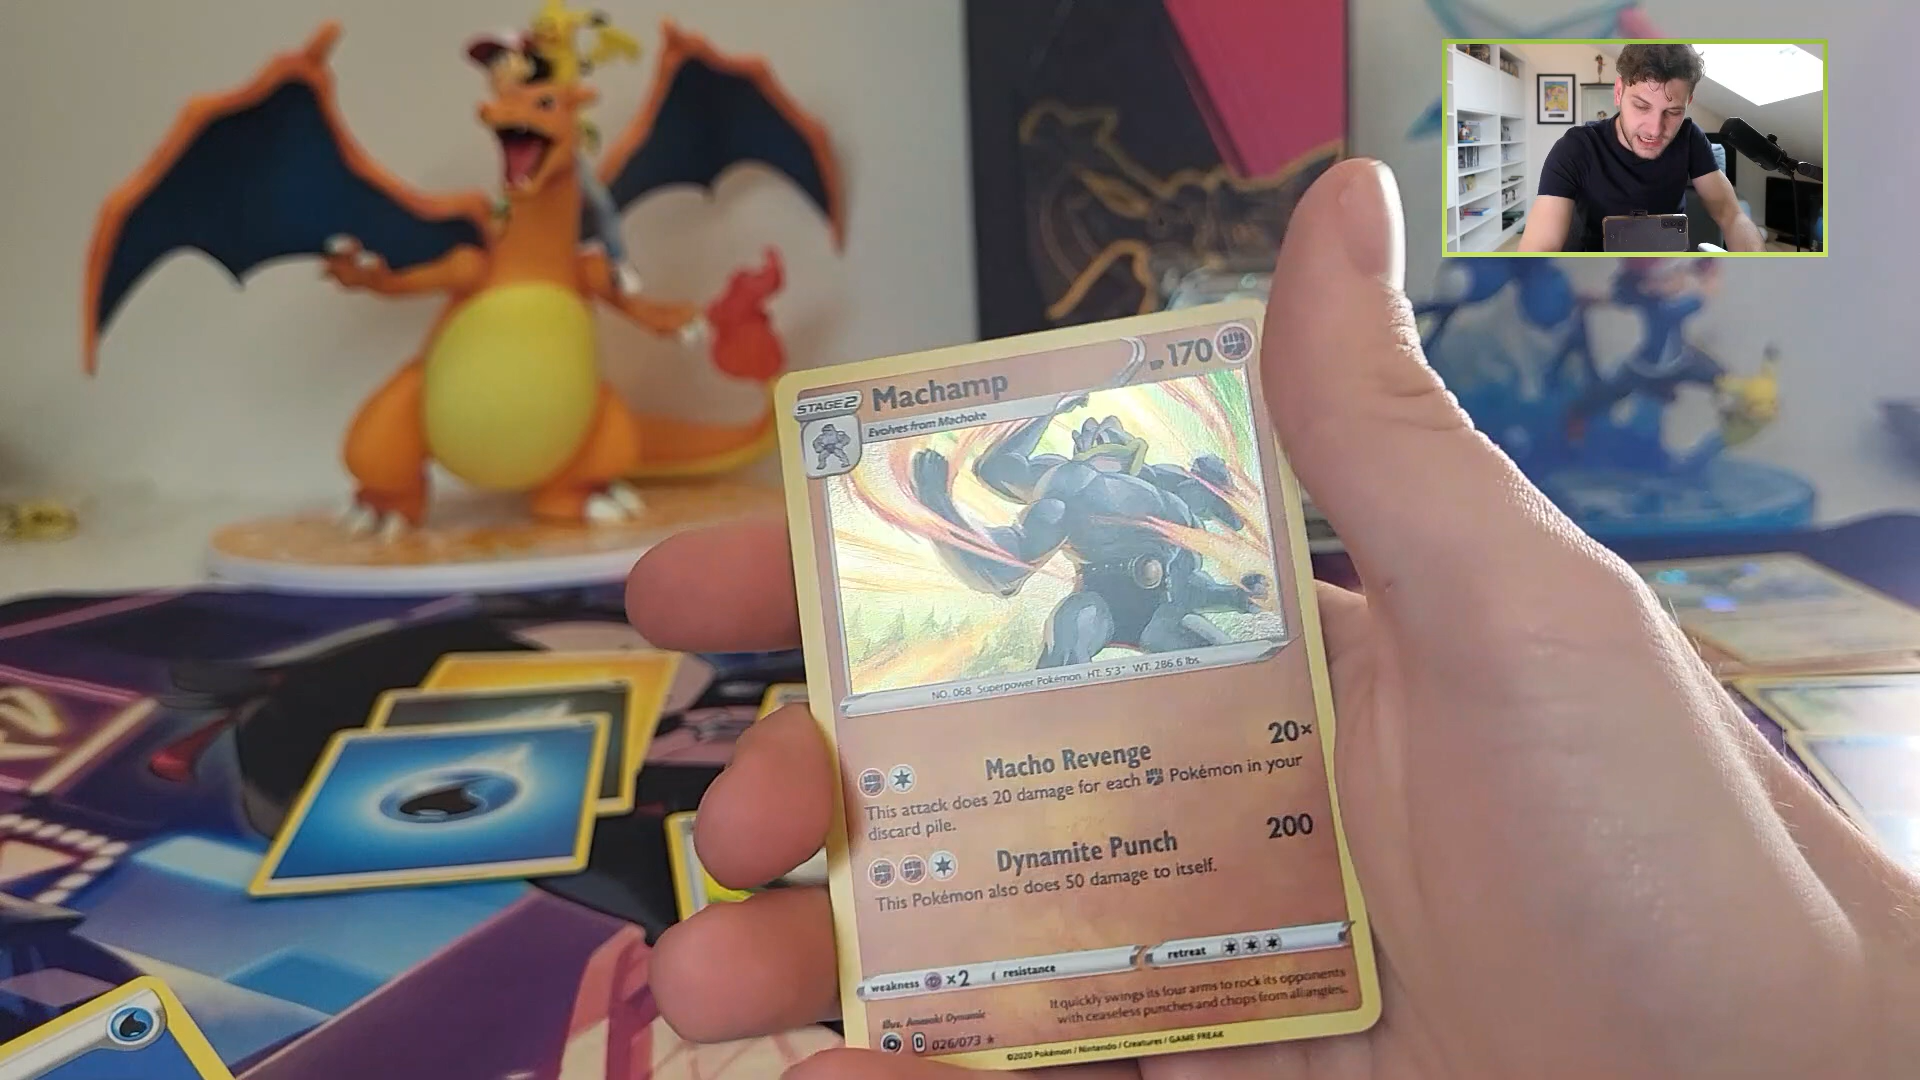 STAGE 2
Machamp
HP 170
Evolves from Machoke
NO. 068 Superpower Pokémon HT: 5'3" WT: 286.6 lbs.
Macho Revenge 20×
This attack does 20 damage for each Pokémon in your
discard pile.
Dynamite Punch 200
This Pokémon also does 50 damage to itself.
weakness ×2 resistance retreat
It quickly swings its four arms to rock its opponents
with ceaseless punches and chops from all angles.
Illus. Anesaki Dynamic
D 026/073 ★
©2020 Pokémon / Nintendo / Creatures / GAME FREAK